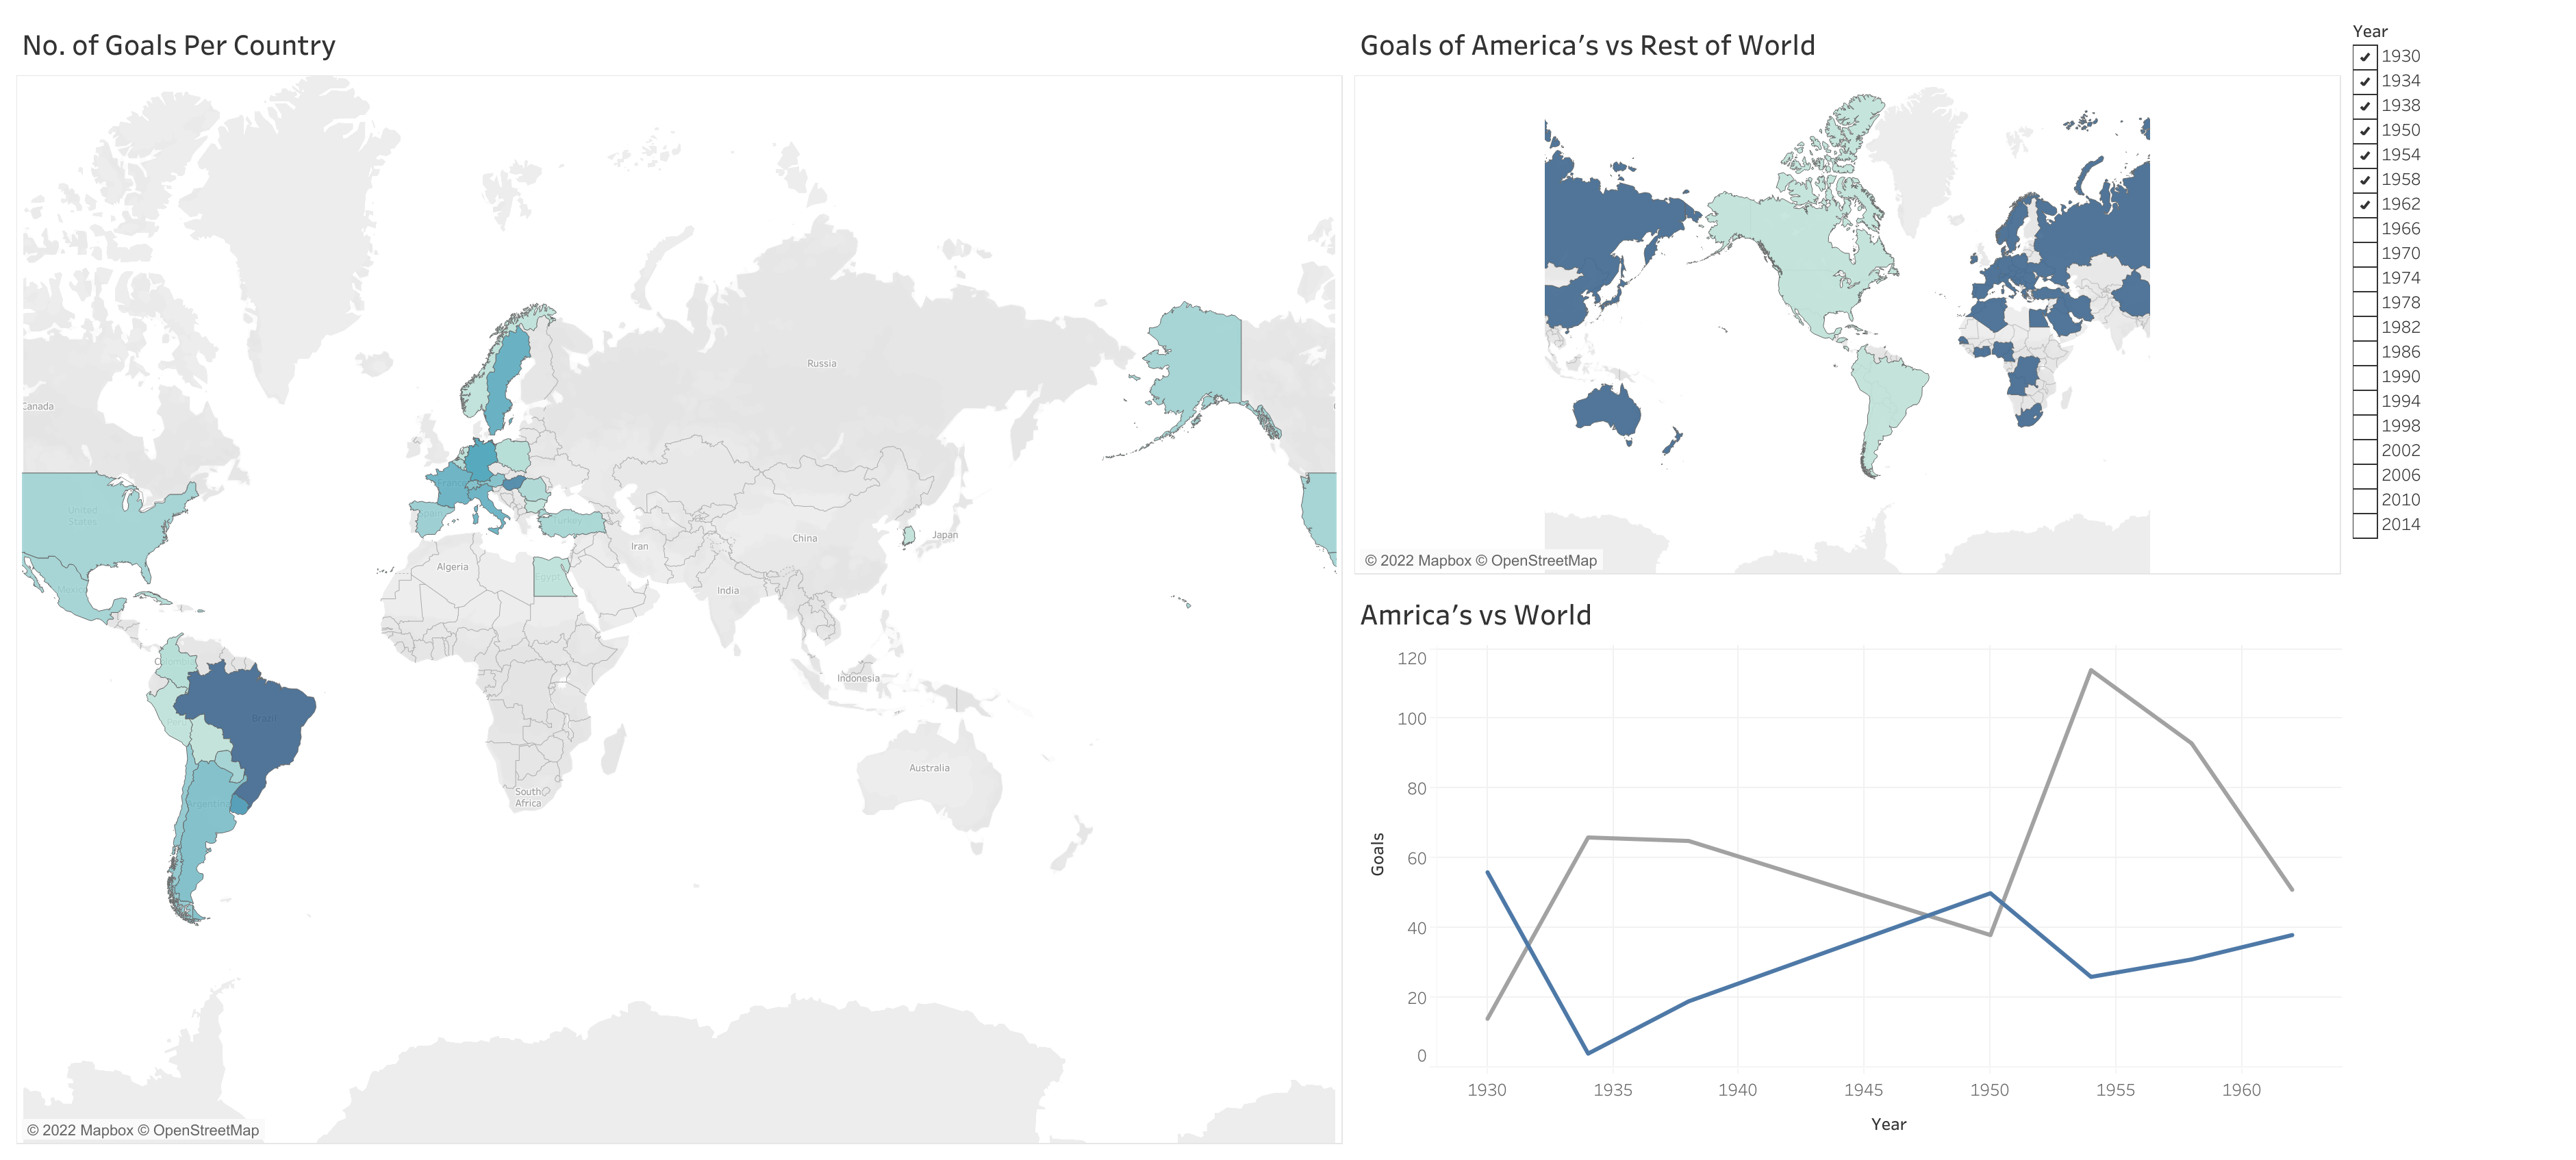 No. of Goals Per Country
Canada
United
States
Mexico
Colombia
Peru
Brazil
Argentina
France
Spain
Turkey
Egypt
Algeria
Russia
Iran
China
India
Japan
Indonesia
Australia
South
Africa
© 2022 Mapbox © OpenStreetMap
Goals of America's vs Rest of World
© 2022 Mapbox © OpenStreetMap
Amrica's vs World
120
100
80
60
40
20
0
Goals
1930 1935 1940 1945 1950 1955 1960
Year
Year
1930
1934
1938
1950
1954
1958
1962
1966
1970
1974
1978
1982
1986
1990
1994
1998
2002
2006
2010
2014